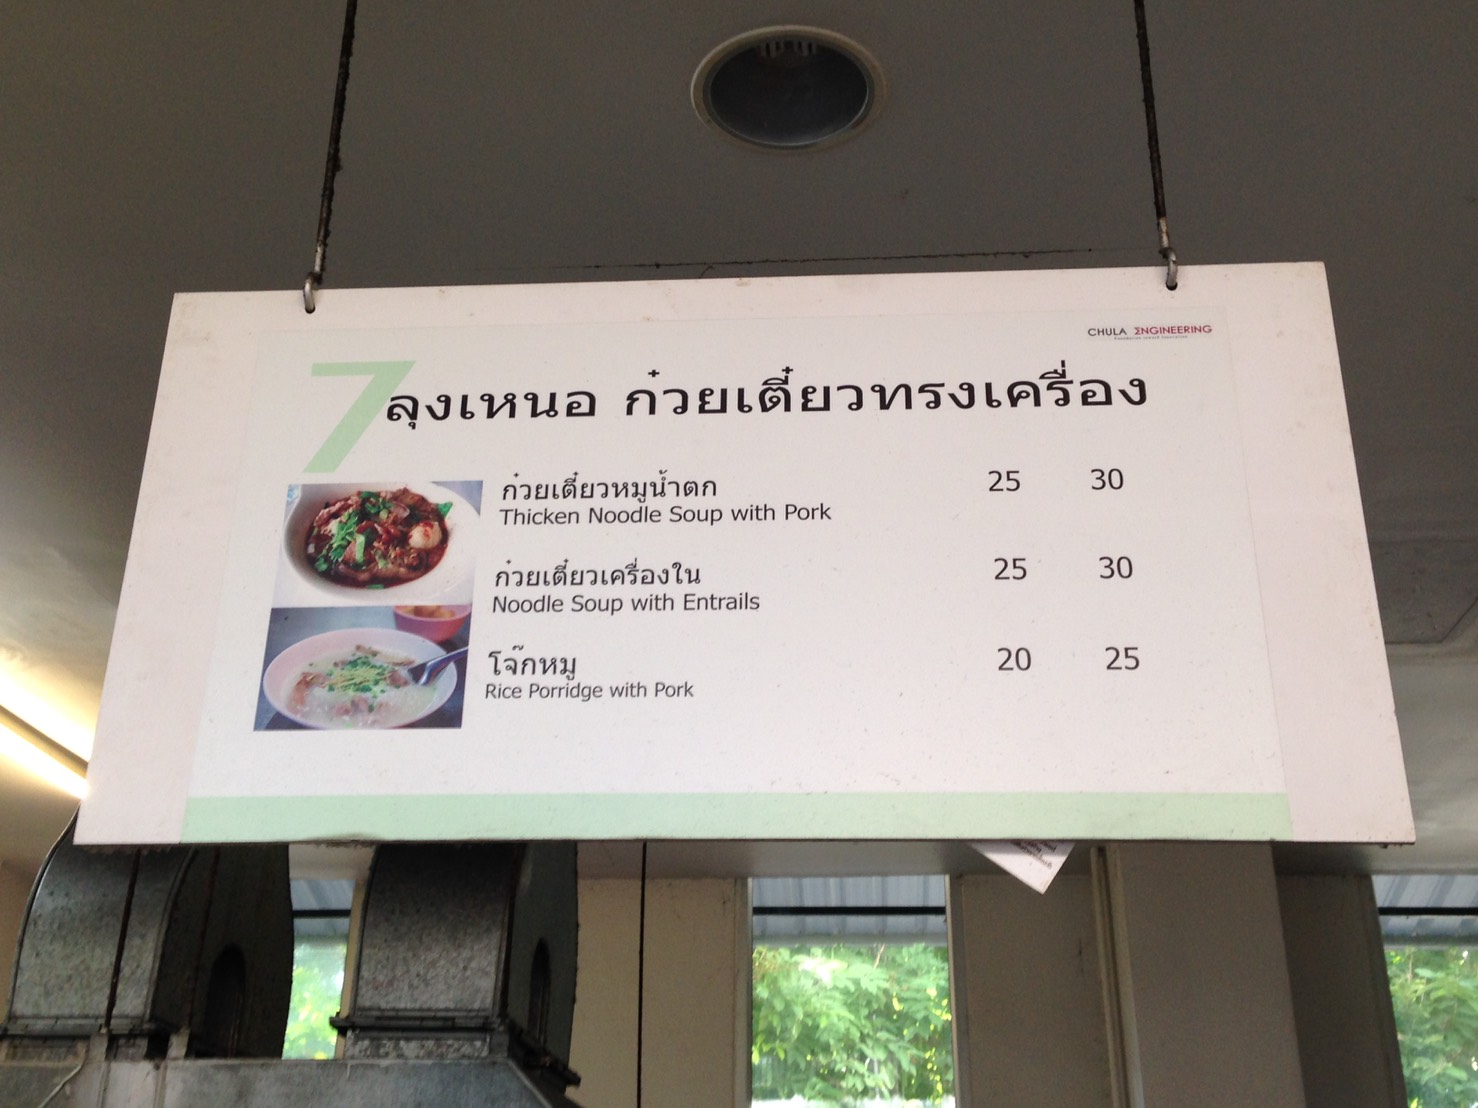 CHULA ΣNGINEERING
7 ลุงเหนอ ก๋วยเตี๋ยวทรงเครื่อง
ก๋วยเตี๋ยวหมูน้ำตก 25 30
Thicken Noodle Soup with Pork
ก๋วยเตี๋ยวเครื่องใน 25 30
Noodle Soup with Entrails
โจ๊กหมู 20 25
Rice Porridge with Pork